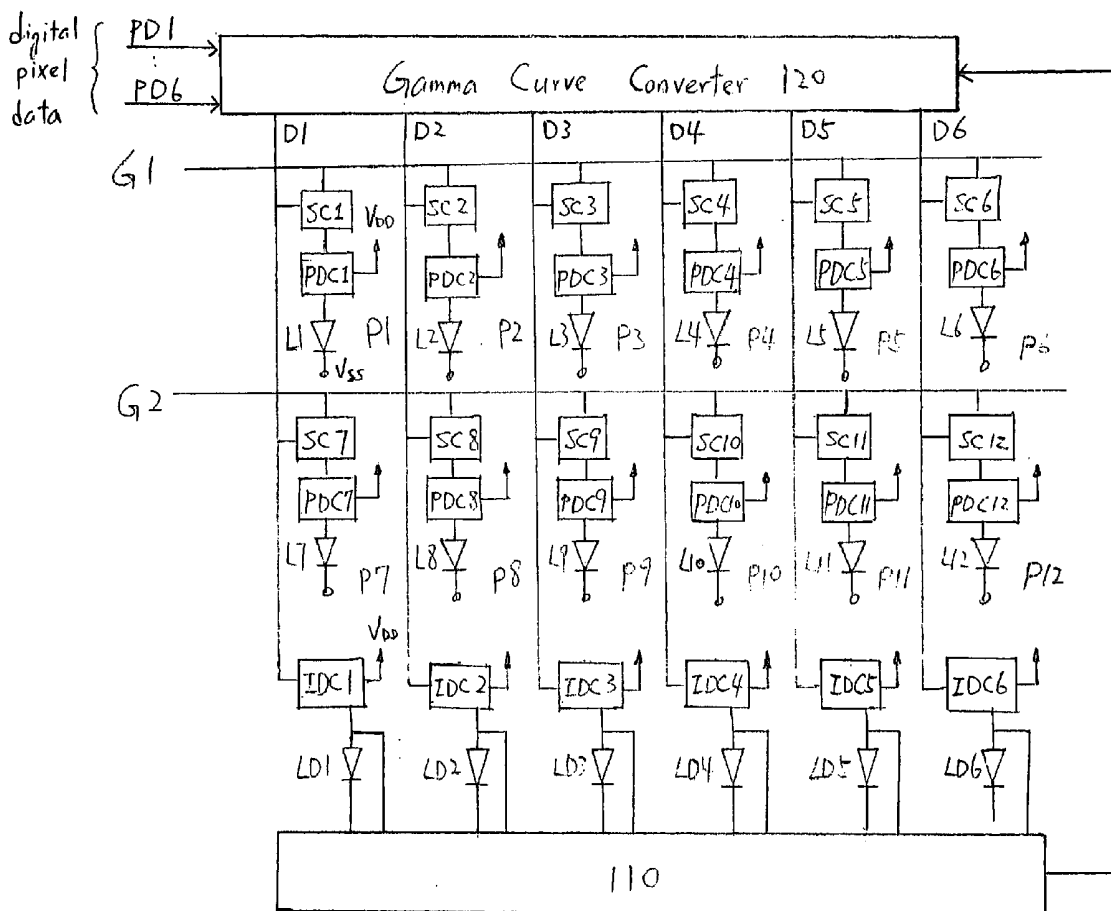 digital PD1
pixel
data PD6
Gamma Curve Converter 120
D1 D2 D3 D4 D5 D6
G1
SC1 SC2 SC3 SC4 SC5 SC6
VDD
PDC1 PDC2 PDC3 PDC4 PDC5 PDC6
L1 P1 L2 P2 L3 P3 L4 P4 L5 P5 L6 P6
VSS
G2
SC7 SC8 SC9 SC10 SC11 SC12
PDC7 PDC8 PDC9 PDC10 PDC11 PDC12
L7 P7 L8 P8 L9 P9 L10 P10 L11 P11 L12 P12
VDD
IDC1 IDC2 IDC3 IDC4 IDC5 IDC6
LD1 LD2 LD3 LD4 LD5 LD6
110